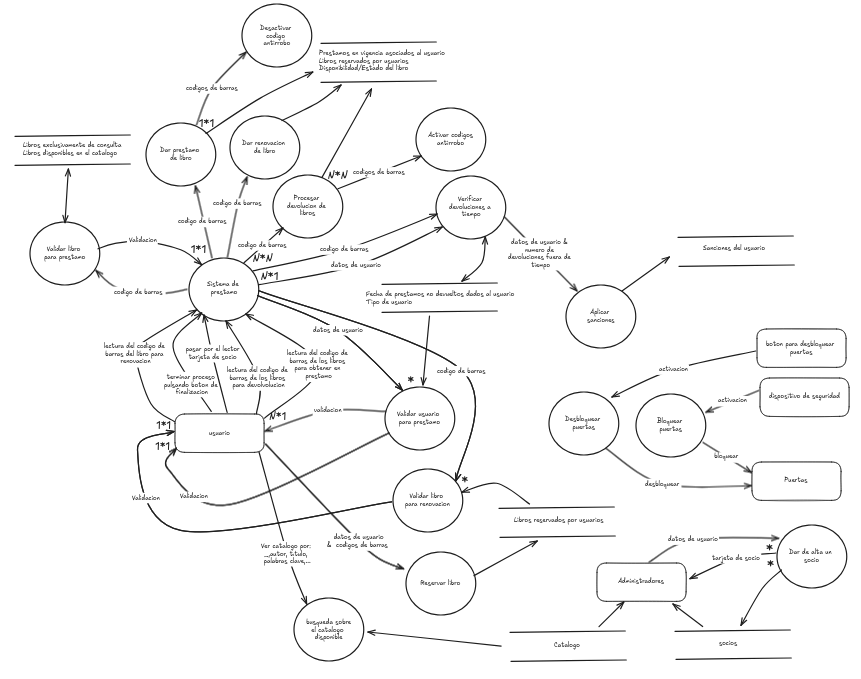 Desactivar
codigo
antirrobo
Prestamos en vigencia asociados al usuario
Libros reservados por usuarios
Disponibilidad/Estado del libro
codigos de barras
1*1
Libros exclusivamente de consulta
Libros disponibles en el catalogo
Dar prestamo
de libro
Dar renovacion
de libro
Activar codigos
antirrobo
N*N
codigos de barras
Procesar
devolucion de
libros
Verificar
devoluciones a
tiempo
codigo de barras
codigo de barras
Validar libro
para prestamo
Validacion
1*1
codigo de barras
N*N
codigo de barras
datos de usuario
N*1
datos de usuario &
numero de
devoluciones fuera de
tiempo
Sanciones del usuario
codigo de barras
Sistema de
prestamo
Fecha de prestamos no devueltos dados al usuario
Tipo de usuario
Aplicar
sanciones
datos de usuario
lectura del codigo de
barras del libro para
renovacion
pasar por el lector
tarjeta de socio
lectura del codigo de
barras de los libros
para obtener en
prestamo
terminar proceso
pulsando boton de
finalizacion
lectura del codigo de
barras de los libros
para devolvolucion
codigo de barras
*
boton para desbloquear
puertas
activacion
dispositivo de seguridad
activacion
N*1
validacion
Validar usuario
para prestamo
1*1
usuario
1*1
Desbloquear
puertas
Bloquear
puertas
bloquear
Puertas
desbloquear
*
Validacion
Validacion
Validar libro
para renovacion
Libros reservados por usuarios
datos de usuario
& codigos de barras
Ver catalogo por:
...autor, titulo,
palabras clave,...
datos de usuario
*
tarjeta de socio
*
Dar de alta un
socio
Reservar libro
Administradores
busqueda sobre
el catalogo
disponible
Catalogo
socios